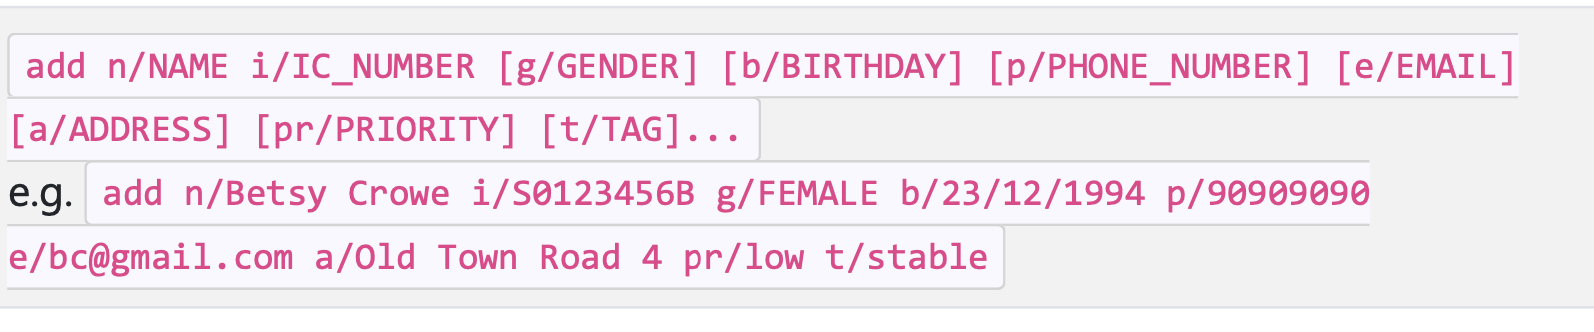 add n/NAME i/IC_NUMBER [g/GENDER] [b/BIRTHDAY] [p/PHONE_NUMBER] [e/EMAIL]
[a/ADDRESS] [pr/PRIORITY] [t/TAG]...
e.g. add n/Betsy Crowe i/S0123456B g/FEMALE b/23/12/1994 p/90909090
e/bc@gmail.com a/Old Town Road 4 pr/low t/stable